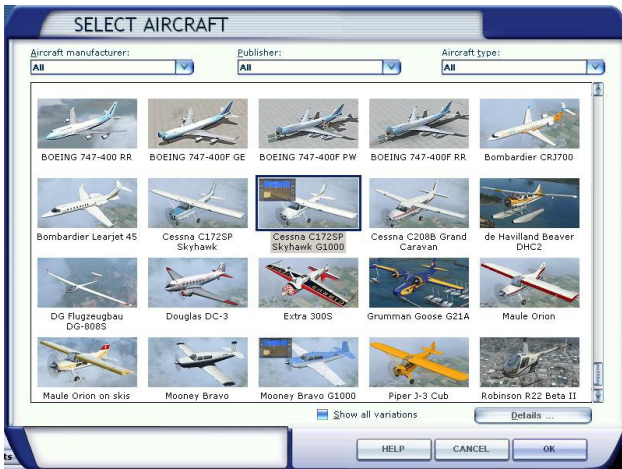 SELECT AIRCRAFT
Aircraft manufacturer:
Publisher:
Aircraft type:
All
All
All
BOEING 747-400 RR
BOEING 747-400F GE
BOEING 747-400F PW
BOEING 747-400F RR
Bombardier CRJ700
Bombardier Learjet 45
Cessna C172SP
Skyhawk
Cessna C172SP
Skyhawk G1000
Cessna C208B Grand
Caravan
de Havilland Beaver
DHC2
DG Flugzeugbau
DG-808S
Douglas DC-3
Extra 300S
Grumman Goose G21A
Maule Orion
Maule Orion on skis
Mooney Bravo
Mooney Bravo G1000
Piper J-3 Cub
Robinson R22 Beta II
Show all variations
Details ...
ts
HELP
CANCEL
OK